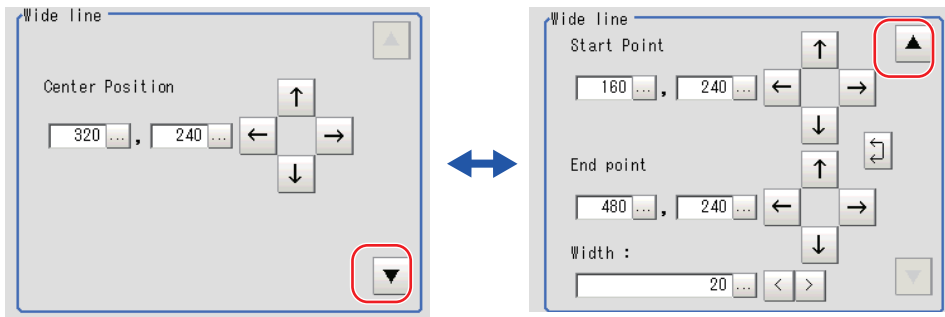 Wide line
Center Position
320 ... , 240 ...
Wide line
Start Point
160 ... , 240 ...
End point
480 ... , 240 ...
Width :
20 ... < >